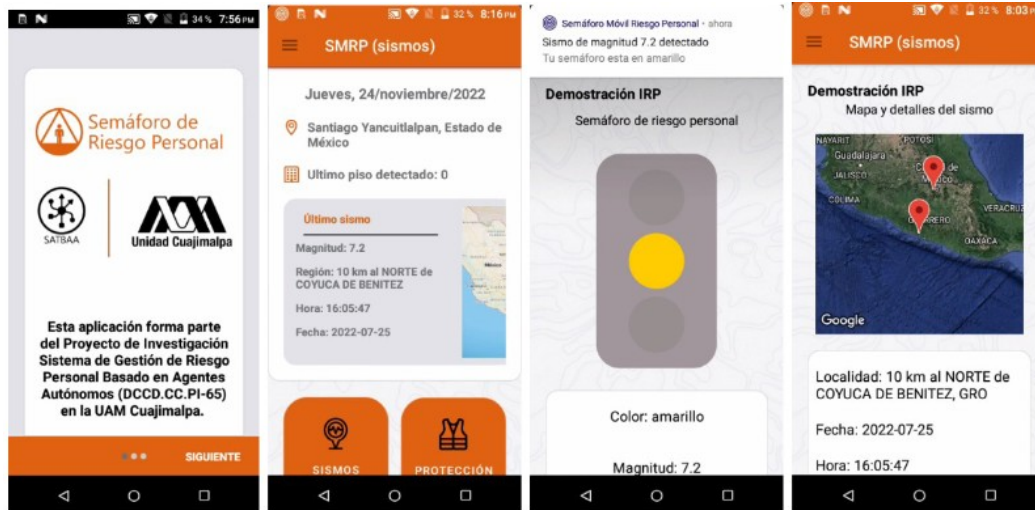 34% 7:56 PM
Semáforo de
Riesgo Personal
SATBAA
Unidad Cuajimalpa
Esta aplicación forma parte
del Proyecto de Investigación
Sistema de Gestión de Riesgo
Personal Basado en Agentes
Autónomos (DCCD.CC.PI-65)
en la UAM Cuajimalpa.
SIGUIENTE
32% 8:16 PM
SMRP (sismos)
Jueves, 24/noviembre/2022
Santiago Yancuitlalpan, Estado de
México
Ultimo piso detectado: 0
Último sismo
Magnitud: 7.2
Región: 10 km al NORTE de
COYUCA DE BENITEZ
Hora: 16:05:47
Fecha: 2022-07-25
SISMOS
PROTECCIÓN
Semáforo Móvil Riesgo Personal • ahora
Sismo de magnitud 7.2 detectado
Tu semáforo esta en amarillo
Demostración IRP
Semáforo de riesgo personal
Color: amarillo
Magnitud: 7.2
32% 8:03
SMRP (sismos)
Demostración IRP
Mapa y detalles del sismo
NAYARIT
POTOSI
Guadalajara
JALISCO
COLIMA
VERACRUZ
OAXACA
Google
Localidad: 10 km al NORTE de
COYUCA DE BENITEZ, GRO
Fecha: 2022-07-25
Hora: 16:05:47